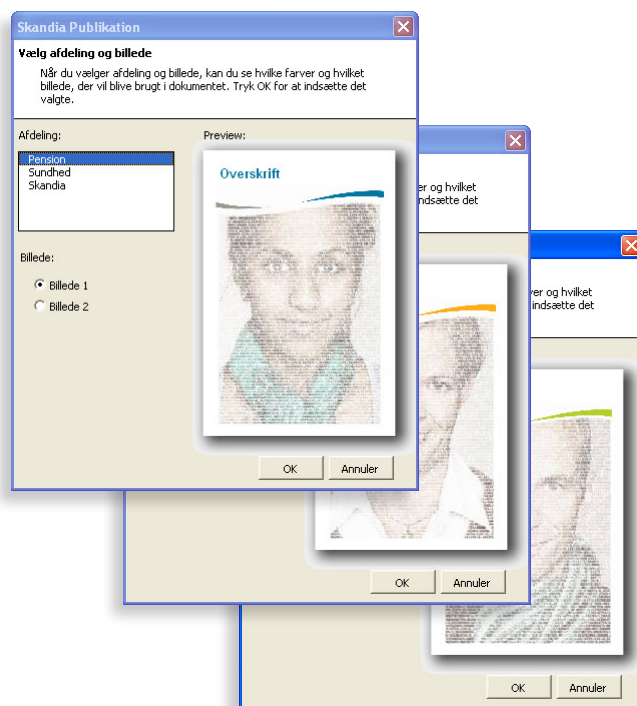 Skandia Publikation
Vælg afdeling og billede
Når du vælger afdeling og billede, kan du se hvilke farver og hvilket
billede, der vil blive brugt i dokumentet. Tryk OK for at indsætte det
valgte.
Afdeling:
Preview:
Pension
Sundhed
Skandia
Overskrift
Billede:
Billede 1
Billede 2
OK
Annuler
er og hvilket
ndsætte det
OK
Annuler
ver og hvilket
indsætte det
OK
Annuler